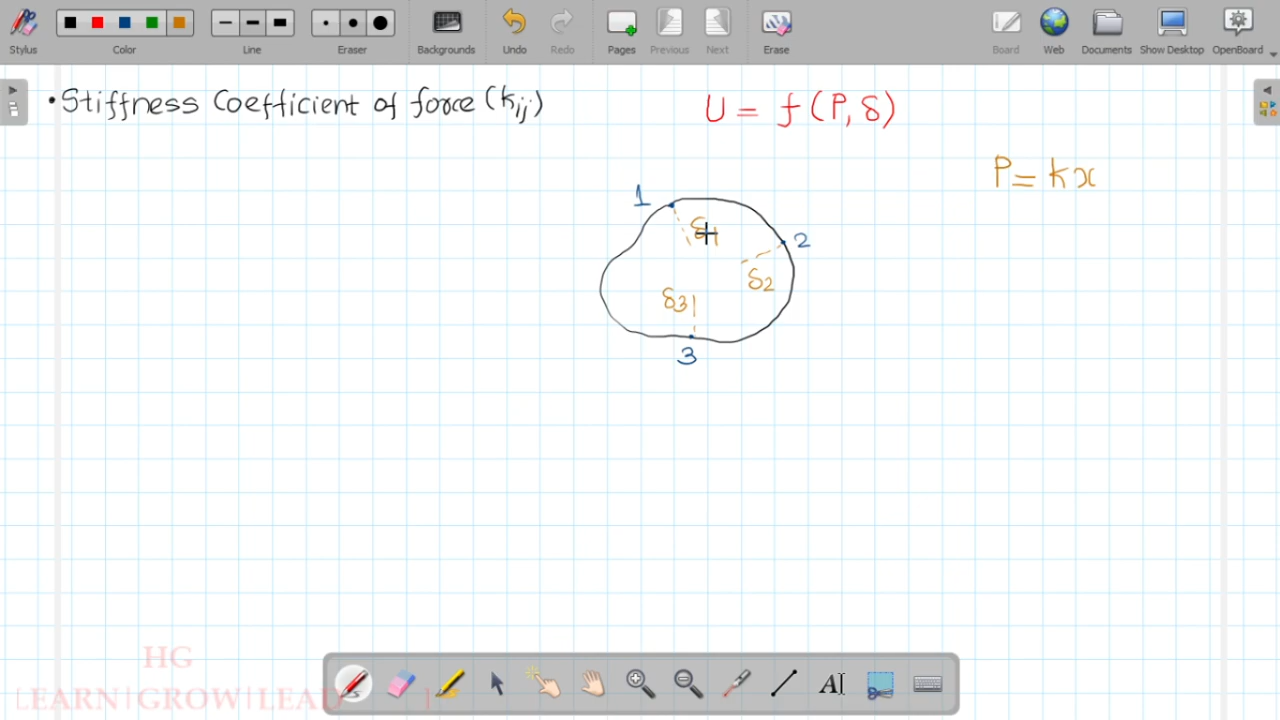 Stylus
Color
Line
Eraser
Backgrounds
Undo
Redo
Pages
Previous
Next
Erase
Board
Web
Documents
Show Desktop
OpenBoard
• Stiffness Coefficient of force (kij)
U = f (P, δ)
P = kx
1
δ1
2
δ2
δ3
3
HG
[LEARN|GROW|LEAD]